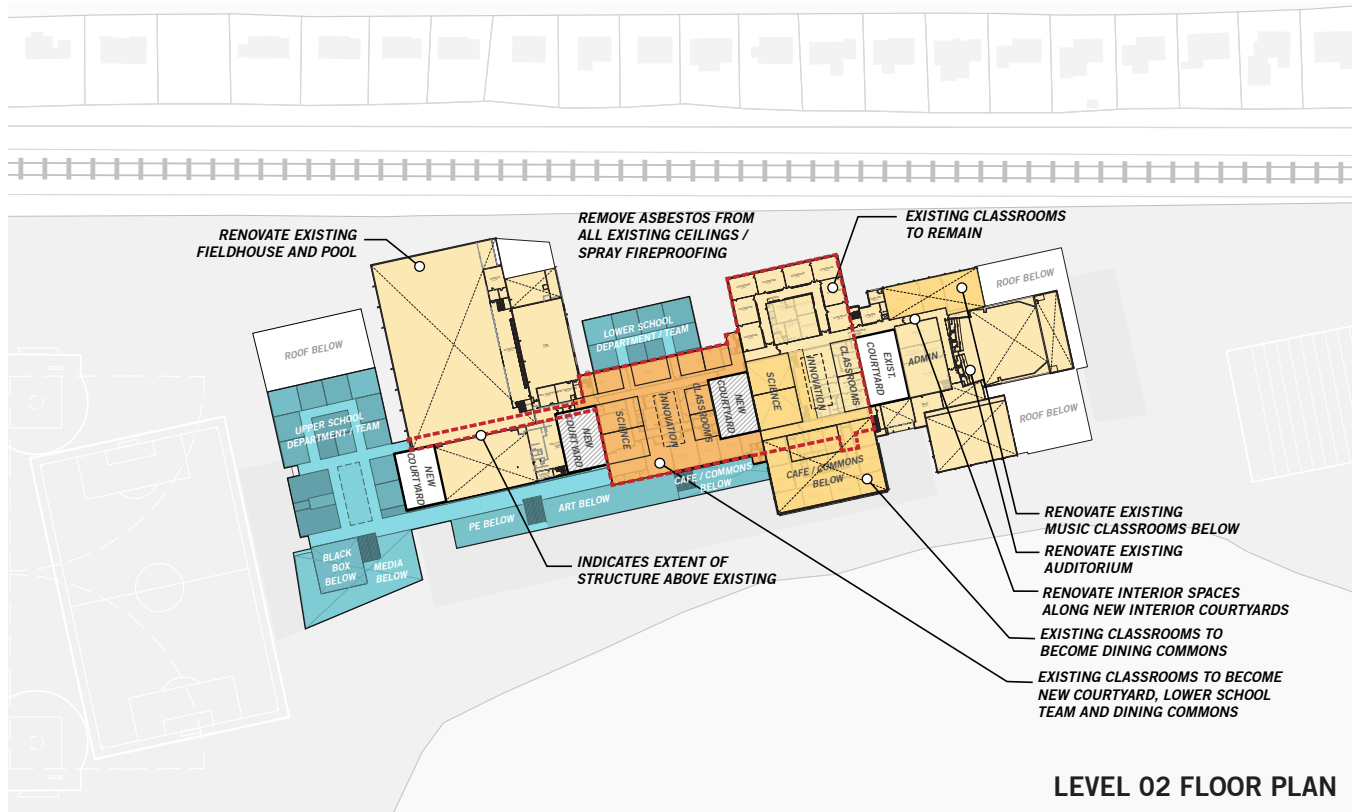 RENOVATE EXISTING
FIELDHOUSE AND POOL
REMOVE ASBESTOS FROM
ALL EXISTING CEILINGS /
SPRAY FIREPROOFING
EXISTING CLASSROOMS
TO REMAIN
ROOF BELOW
ROOF BELOW
LOWER SCHOOL
DEPARTMENT / TEAM
EXIST.
COURTYARD
ADMIN
SCIENCE
INNOVATION
CLASSROOMS
NEW
COURTYARD
SCIENCE
INNOVATION
CLASSROOMS
NEW
COURTYARD
UPPER SCHOOL
DEPARTMENT / TEAM
NEW
COURTYARD
ROOF BELOW
CAFE / COMMONS
BELOW
CAFE / COMMONS
BELOW
ART BELOW
PE BELOW
BLACK
BOX
BELOW
MEDIA
BELOW
INDICATES EXTENT OF
STRUCTURE ABOVE EXISTING
RENOVATE EXISTING
MUSIC CLASSROOMS BELOW
RENOVATE EXISTING
AUDITORIUM
RENOVATE INTERIOR SPACES
ALONG NEW INTERIOR COURTYARDS
EXISTING CLASSROOMS TO
BECOME DINING COMMONS
EXISTING CLASSROOMS TO BECOME
NEW COURTYARD, LOWER SCHOOL
TEAM AND DINING COMMONS
LEVEL 02 FLOOR PLAN